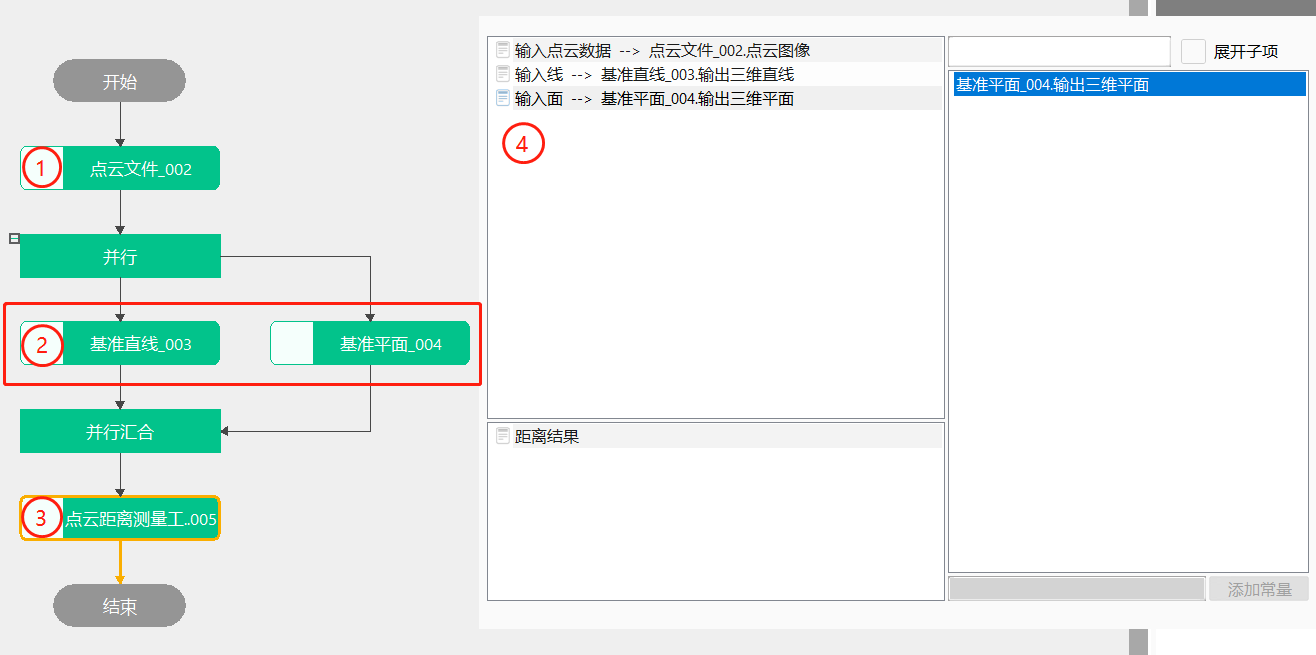 开始
1
点云文件_002
并行
2
基准直线_003
基准平面_004
并行汇合
3
点云距离测量工..005
结束
输入点云数据 --> 点云文件_002.点云图像
输入线 --> 基准直线_003.输出三维直线
输入面 --> 基准平面_004.输出三维平面
4
距离结果
展开子项
基准平面_004.输出三维平面
添加常量